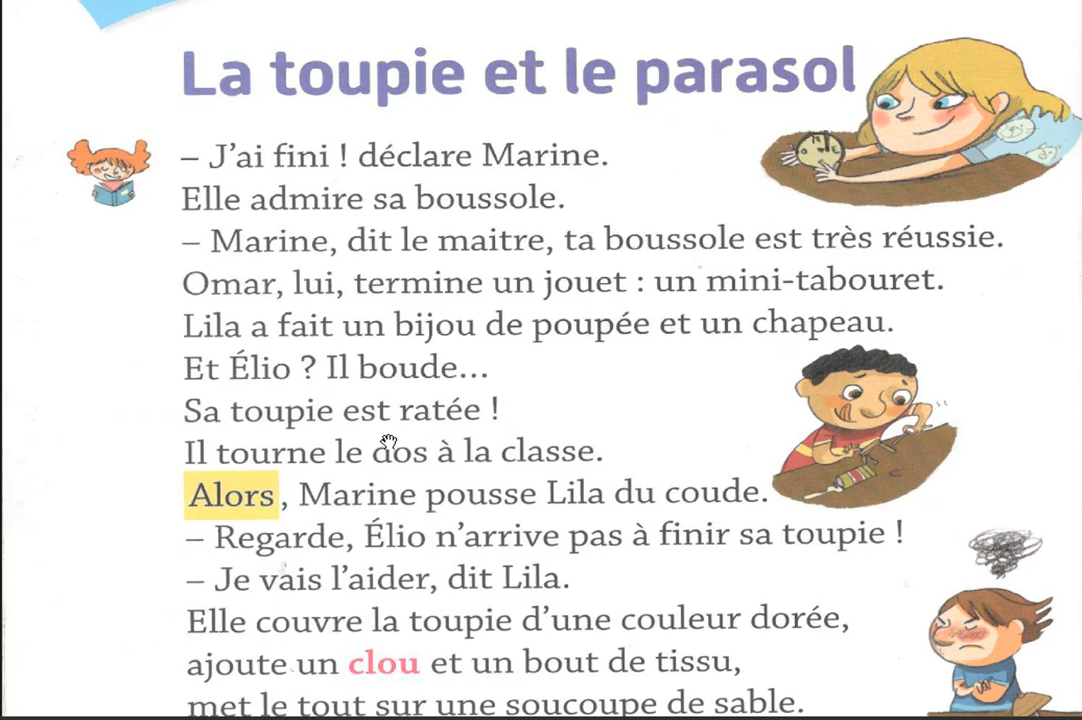 La toupie et le parasol
– J'ai fini ! déclare Marine.
Elle admire sa boussole.
– Marine, dit le maitre, ta boussole est très réussie.
Omar, lui, termine un jouet : un mini-tabouret.
Lila a fait un bijou de poupée et un chapeau.
Et Élio ? Il boude...
Sa toupie est ratée !
Il tourne le dos à la classe.
Alors, Marine pousse Lila du coude.
– Regarde, Élio n'arrive pas à finir sa toupie !
– Je vais l'aider, dit Lila.
Elle couvre la toupie d'une couleur dorée,
ajoute un clou et un bout de tissu,
met le tout sur une soucoupe de sable.